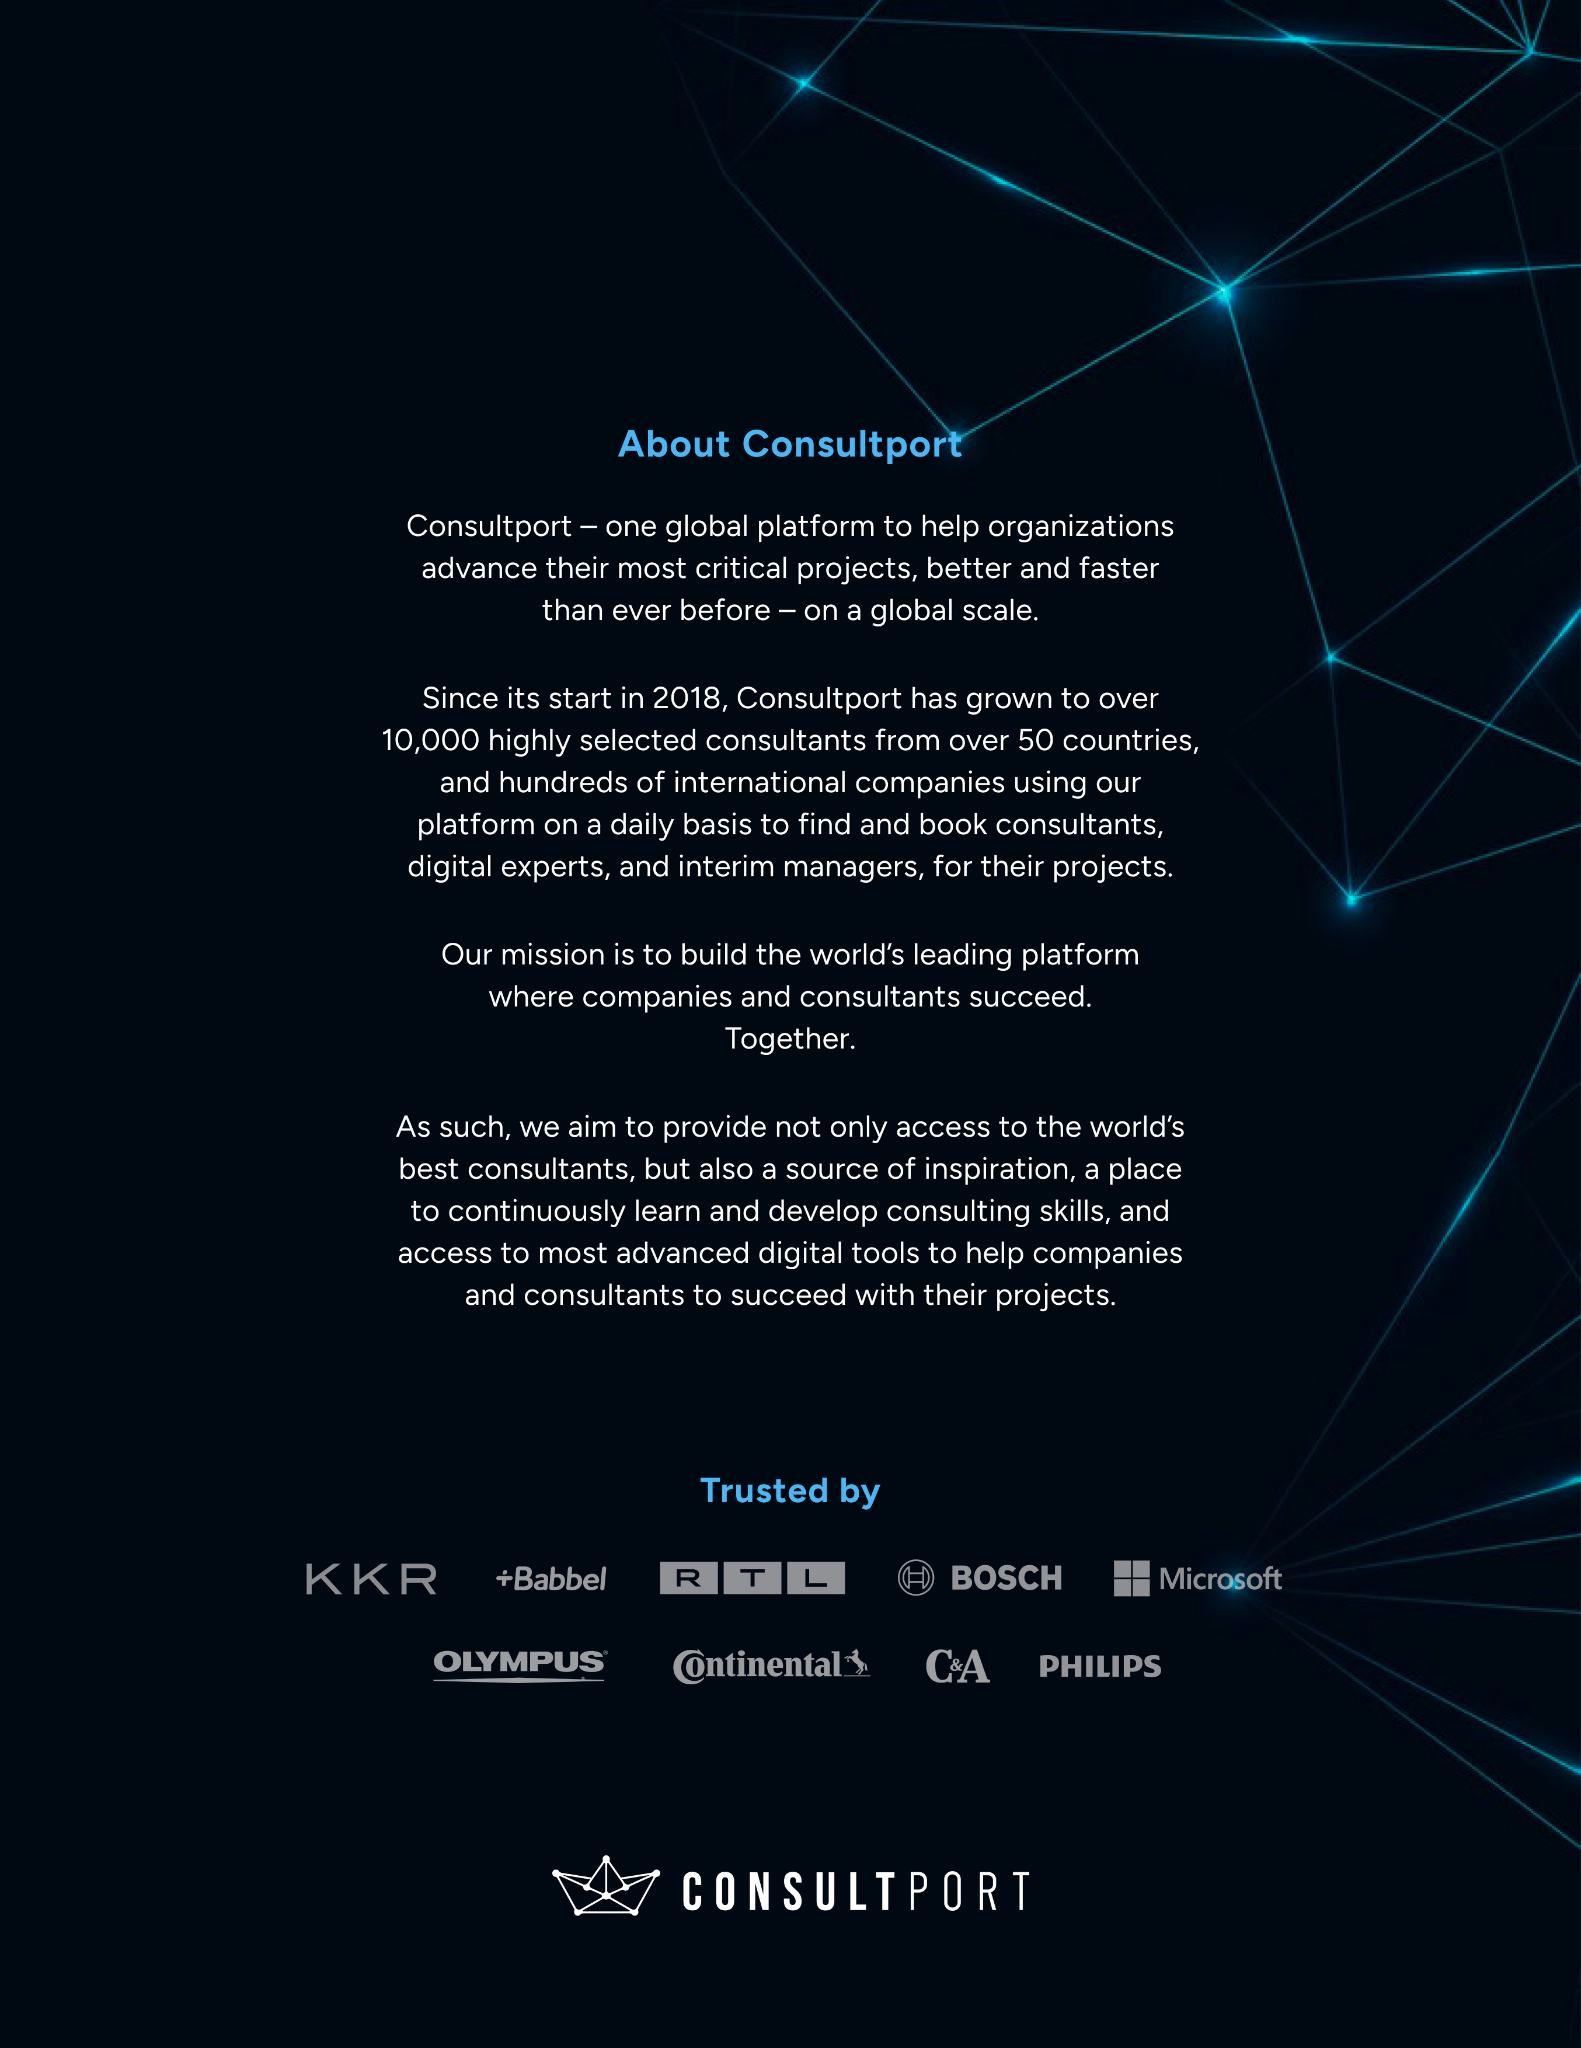 About Consultport
Consultport – one global platform to help organizations
advance their most critical projects, better and faster
than ever before – on a global scale.
Since its start in 2018, Consultport has grown to over
10,000 highly selected consultants from over 50 countries,
and hundreds of international companies using our
platform on a daily basis to find and book consultants,
digital experts, and interim managers, for their projects.
Our mission is to build the world’s leading platform
where companies and consultants succeed.
Together.
As such, we aim to provide not only access to the world’s
best consultants, but also a source of inspiration, a place
to continuously learn and develop consulting skills, and
access to most advanced digital tools to help companies
and consultants to succeed with their projects.
Trusted by
KKR +Babbel RTL BOSCH Microsoft
OLYMPUS® Continental C&A PHILIPS
CONSULTPORT